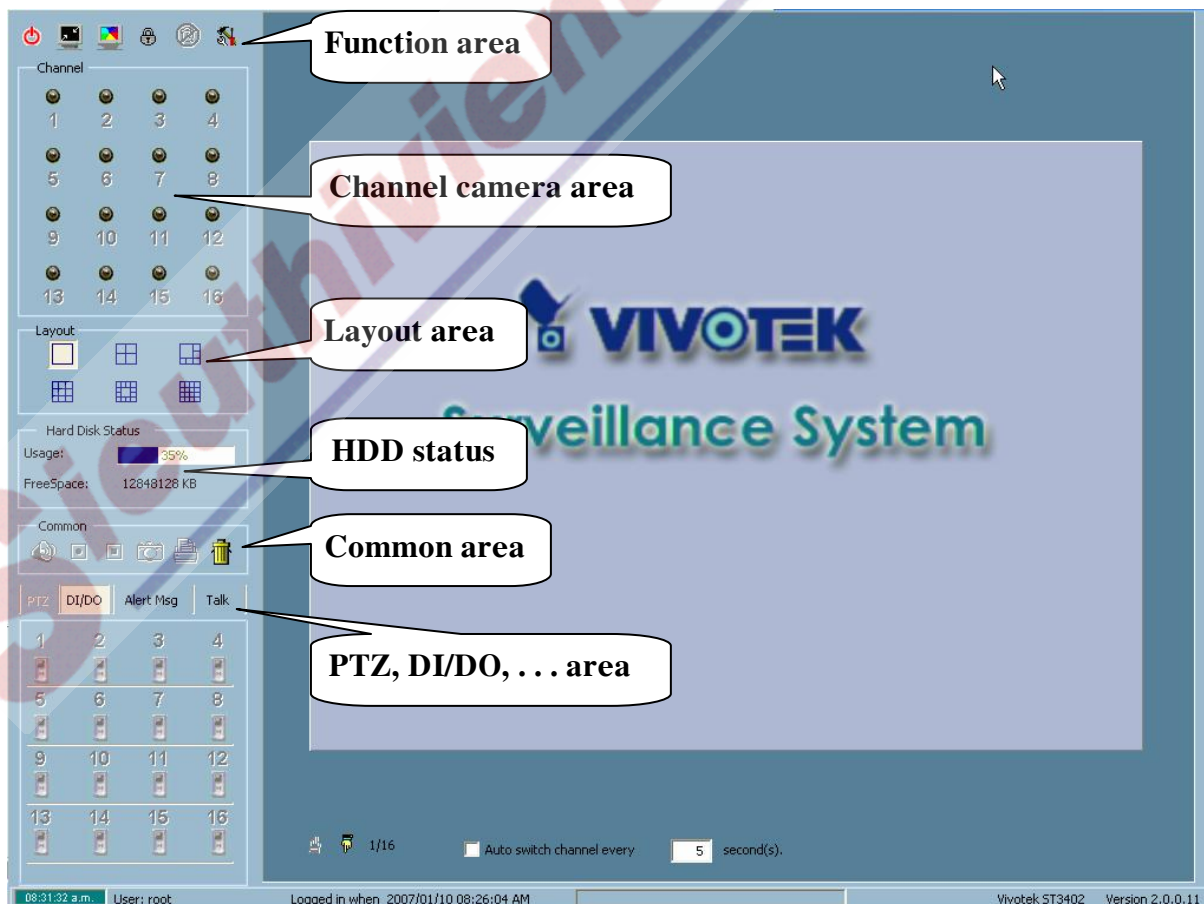 Function area
Channel
1 2 3 4
5 6 7 8
9 10 11 12
13 14 15 16
Channel camera area
Layout
Layout area
VIVOTEK
veillance System
Hard Disk Status
Usage: 35%
FreeSpace: 12848128 KB
HDD status
Common
Common area
PTZ DI/DO Alert Msg Talk
PTZ, DI/DO, . . . area
1 2 3 4
5 6 7 8
9 10 11 12
13 14 15 16
1/16 Auto switch channel every 5 second(s).
08:31:32 a.m. User: root Logged in when 2007/01/10 08:26:04 AM Vivotek ST3402 Version 2.0.0.11
Sieuthivien